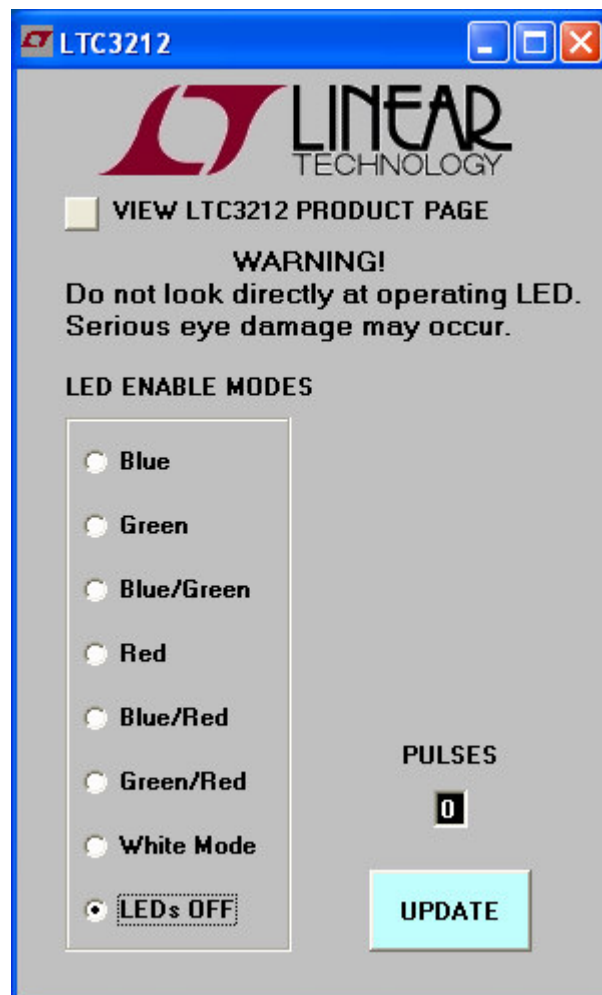 LTC3212
LINEAR
TECHNOLOGY
VIEW LTC3212 PRODUCT PAGE
WARNING!
Do not look directly at operating LED.
Serious eye damage may occur.
LED ENABLE MODES
Blue
Green
Blue/Green
Red
Blue/Red
Green/Red
White Mode
LEDs OFF
PULSES
0
UPDATE